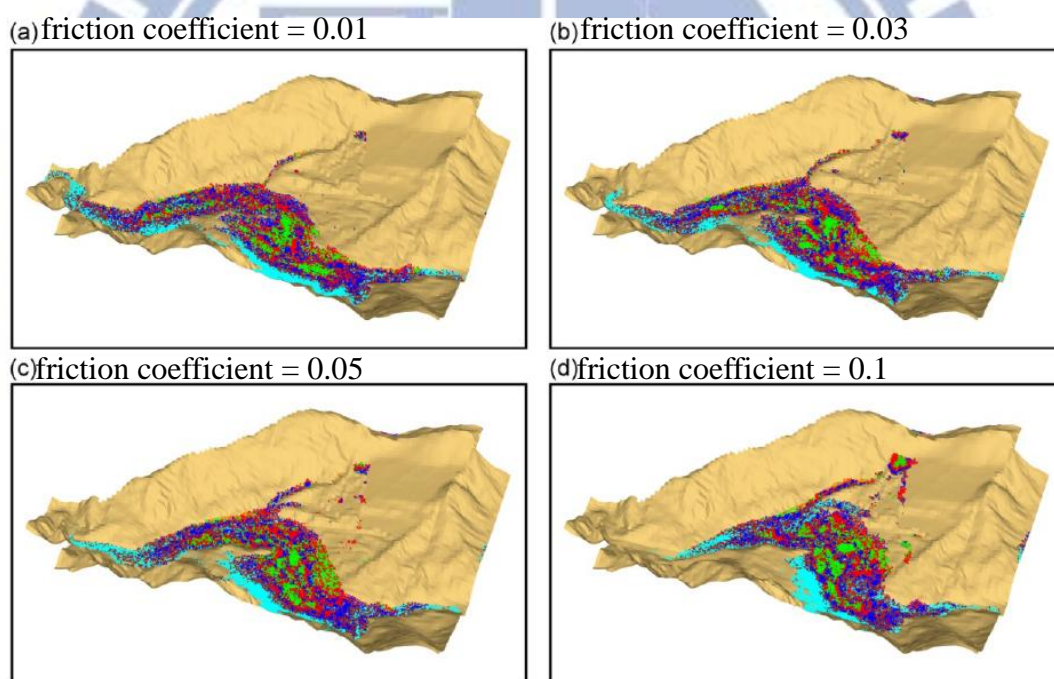 (a) friction coefficient = 0.01
(b) friction coefficient = 0.03
(c) friction coefficient = 0.05
(d) friction coefficient = 0.1